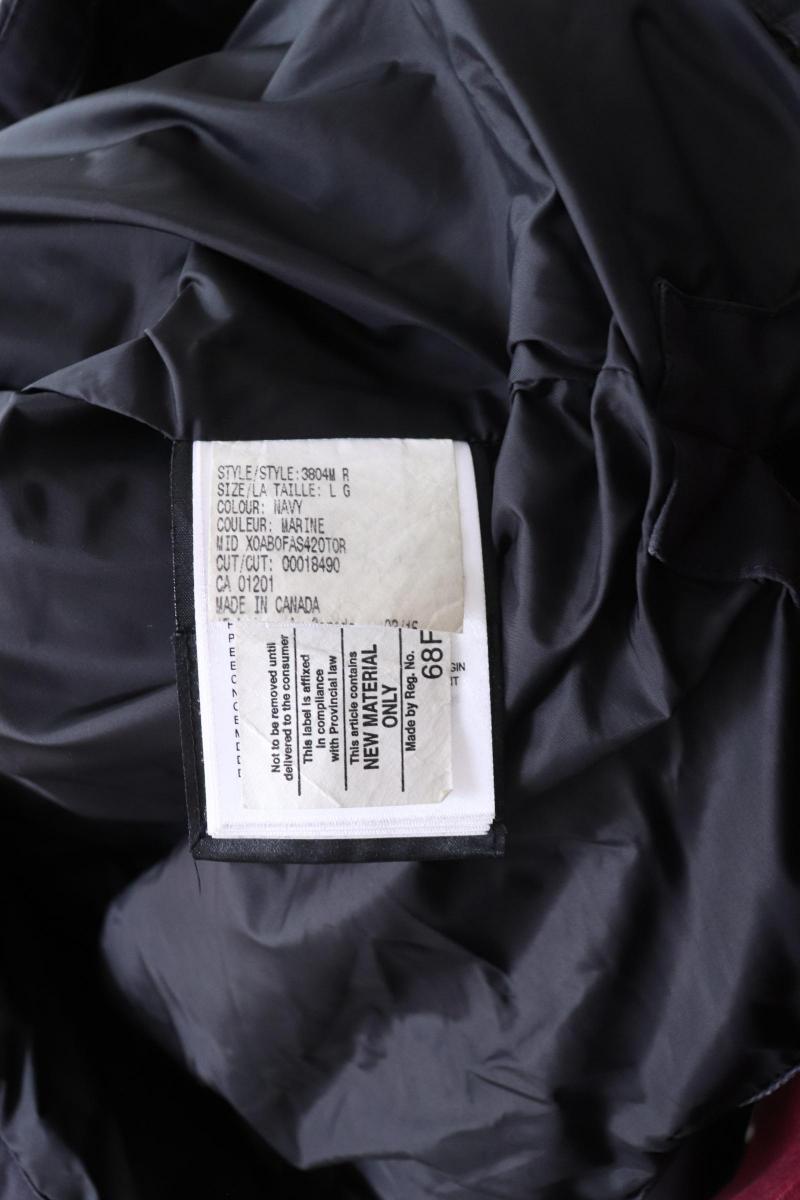 STYLE/STYLE:3804M R
SIZE/LA TAILLE: L G
COLOUR: NAVY
COULEUR: MARINE
MID XOABOFAS420TOR
CUT/CUT: 00018490
CA 01201
MADE IN CANADA
Not to be removed until
delivered to the consumer
This label is affixed
in compliance
with Provincial law
This article contains
NEW MATERIAL
ONLY
Made by Reg. No.
68F